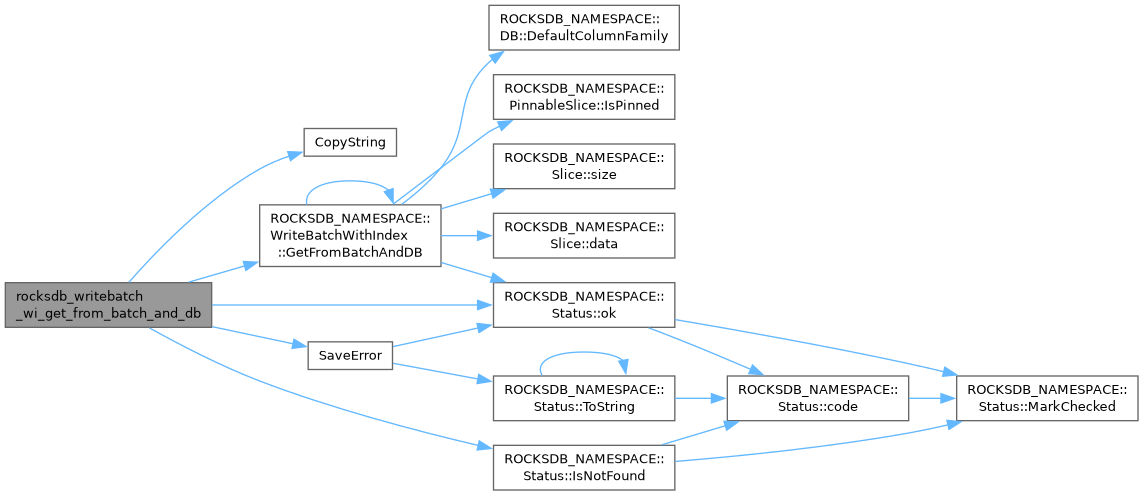 ROCKSDB_NAMESPACE::
DB::DefaultColumnFamily
ROCKSDB_NAMESPACE::
PinnableSlice::IsPinned
CopyString
ROCKSDB_NAMESPACE::
Slice::size
ROCKSDB_NAMESPACE::
WriteBatchWithIndex
::GetFromBatchAndDB
ROCKSDB_NAMESPACE::
Slice::data
rocksdb_writebatch
_wi_get_from_batch_and_db
ROCKSDB_NAMESPACE::
Status::ok
SaveError
ROCKSDB_NAMESPACE::
Status::ToString
ROCKSDB_NAMESPACE::
Status::code
ROCKSDB_NAMESPACE::
Status::MarkChecked
ROCKSDB_NAMESPACE::
Status::IsNotFound